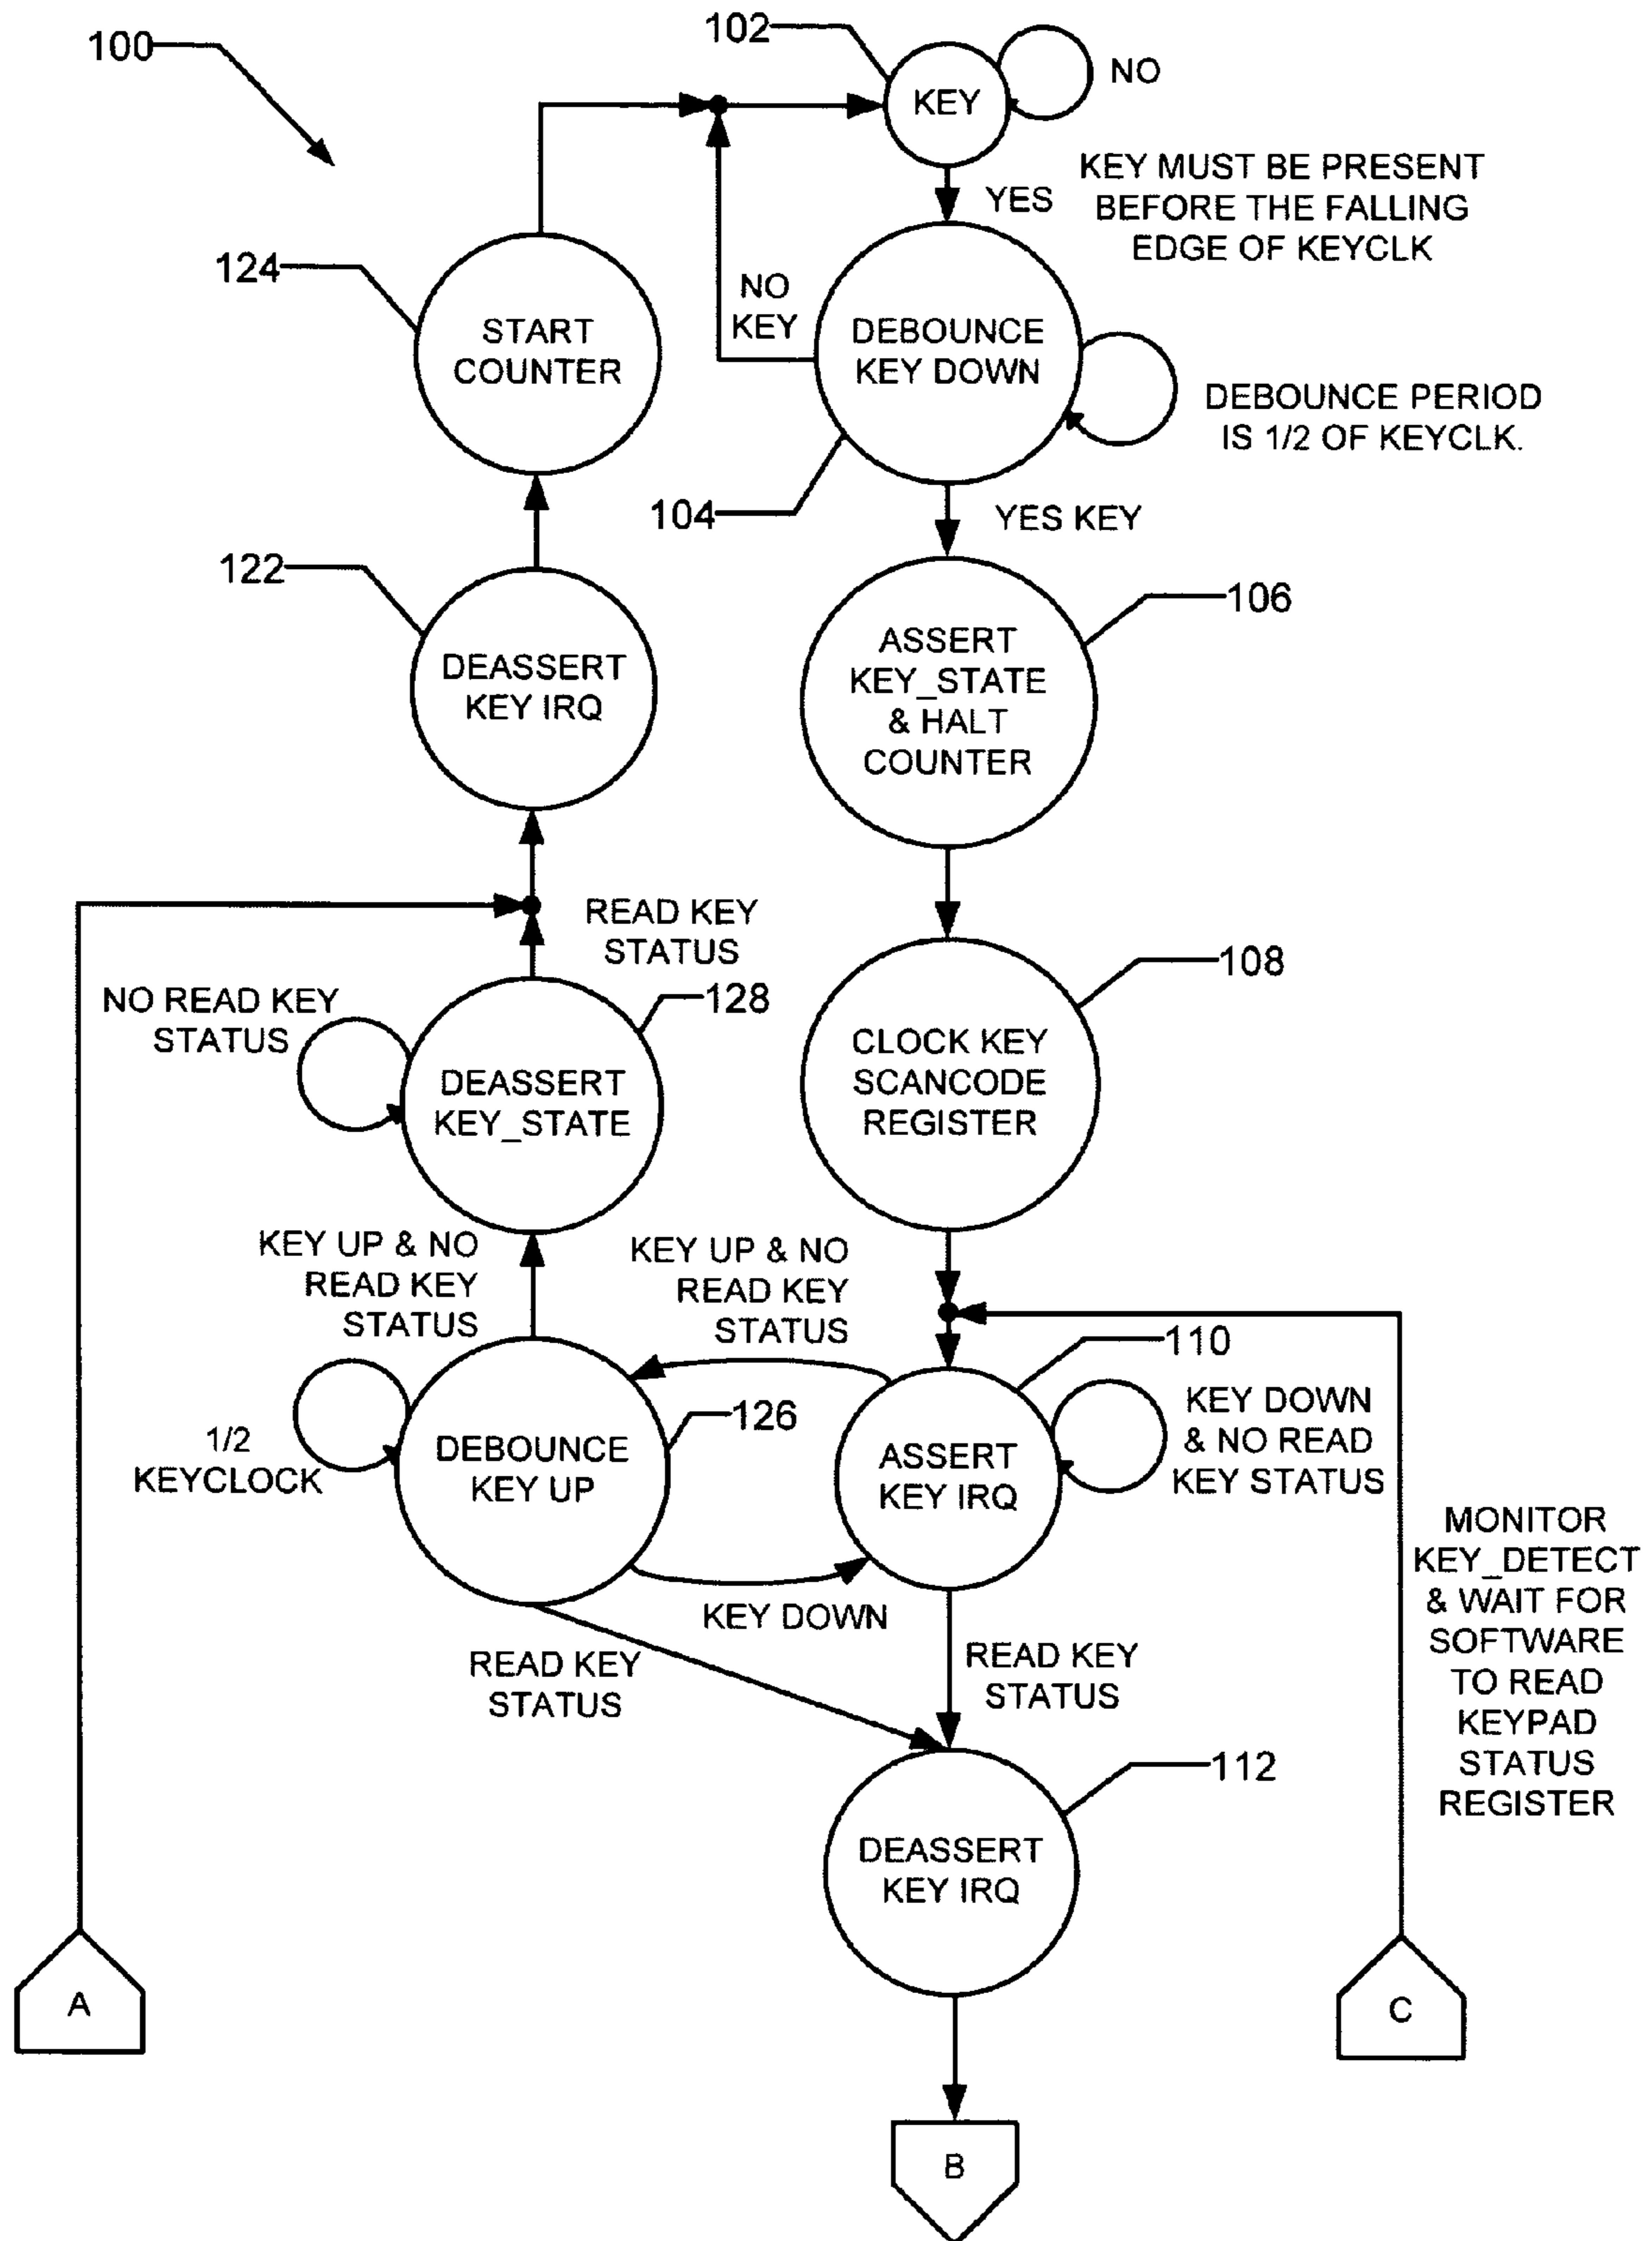 100
102
KEY
NO
YES
KEY MUST BE PRESENT
BEFORE THE FALLING
EDGE OF KEYCLK
124
START
COUNTER
NO
KEY
DEBOUNCE
KEY DOWN
DEBOUNCE PERIOD
IS 1/2 OF KEYCLK.
104
YES KEY
122
DEASSERT
KEY IRQ
106
ASSERT
KEY_STATE
& HALT
COUNTER
READ KEY
STATUS
108
NO READ KEY
STATUS
128
DEASSERT
KEY_STATE
CLOCK KEY
SCANCODE
REGISTER
KEY UP & NO
READ KEY
STATUS
KEY UP & NO
READ KEY
STATUS
110
1/2
KEYCLOCK
126
DEBOUNCE
KEY UP
ASSERT
KEY IRQ
KEY DOWN
& NO READ
KEY STATUS
MONITOR
KEY_DETECT
& WAIT FOR
SOFTWARE
TO READ
KEYPAD
STATUS
REGISTER
KEY DOWN
READ KEY
STATUS
READ KEY
STATUS
112
DEASSERT
KEY IRQ
A
C
B